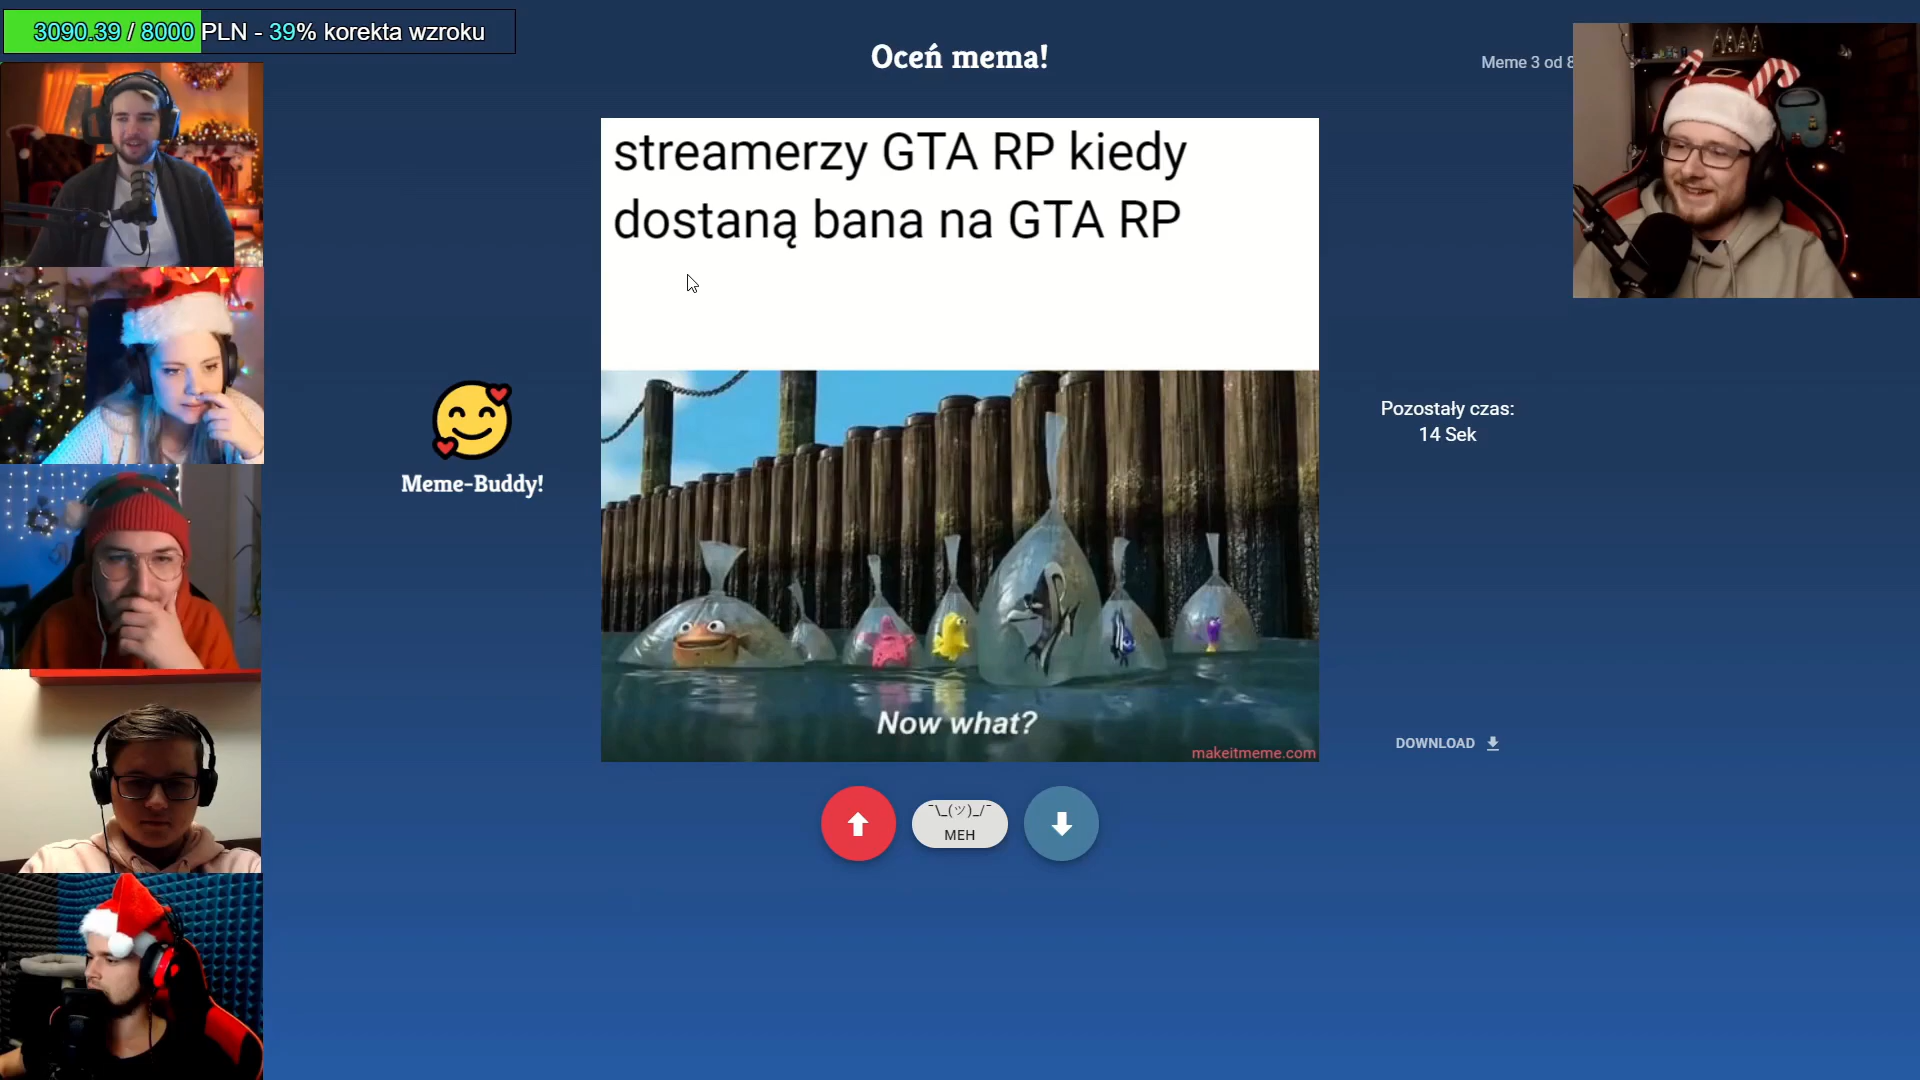 3090.39 / 8000 PLN - 39% korekta wzroku
Oceń mema!
Meme 3 od 8
streamerzy GTA RP kiedy
dostaną bana na GTA RP
Meme-Buddy!
Pozostały czas:
14 Sek
Now what?
makeitmeme.com
DOWNLOAD
¯\_(ツ)_/¯
MEH